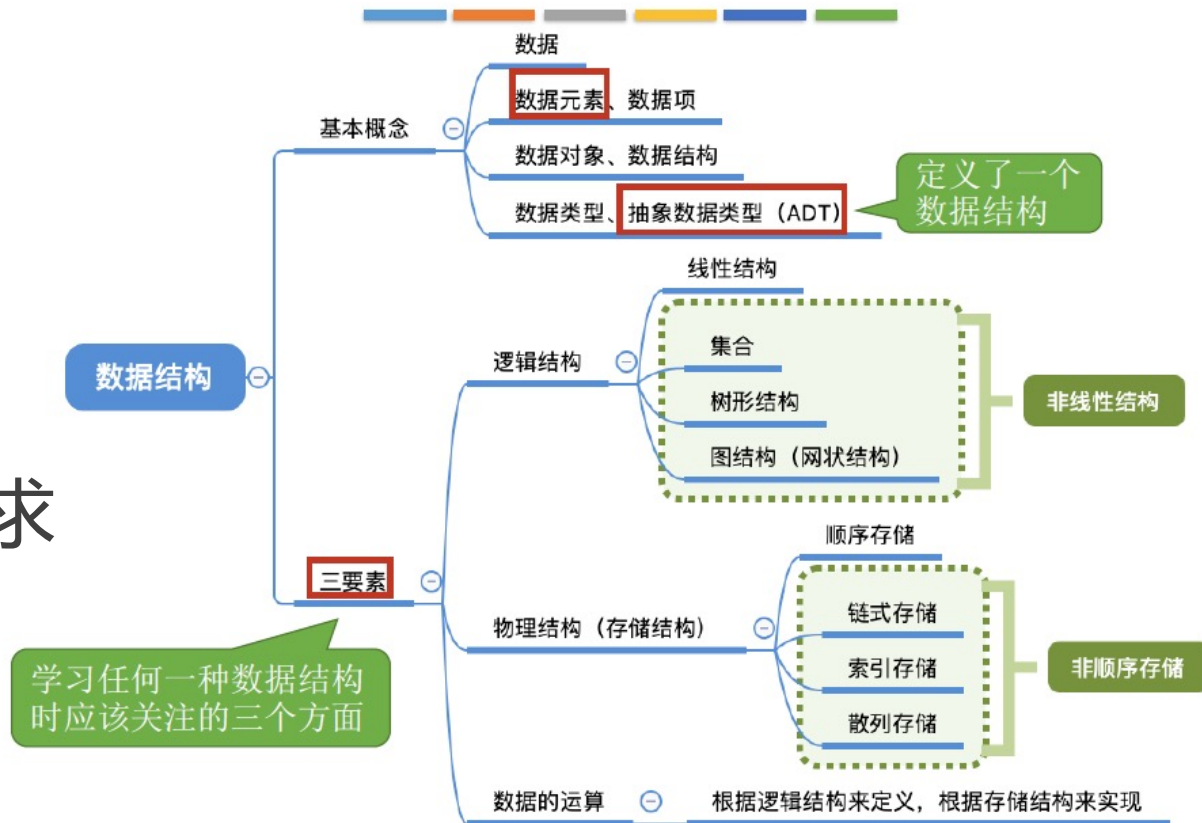 数据
数据元素、数据项
基本概念
数据对象、数据结构
数据类型、抽象数据类型（ADT）
定义了一个
数据结构
线性结构
逻辑结构
集合
树形结构
图结构（网状结构）
非线性结构
数据结构
求
三要素
学习任何一种数据结构
时应该关注的三个方面
顺序存储
物理结构（存储结构）
链式存储
索引存储
散列存储
非顺序存储
数据的运算
根据逻辑结构来定义，根据存储结构来实现